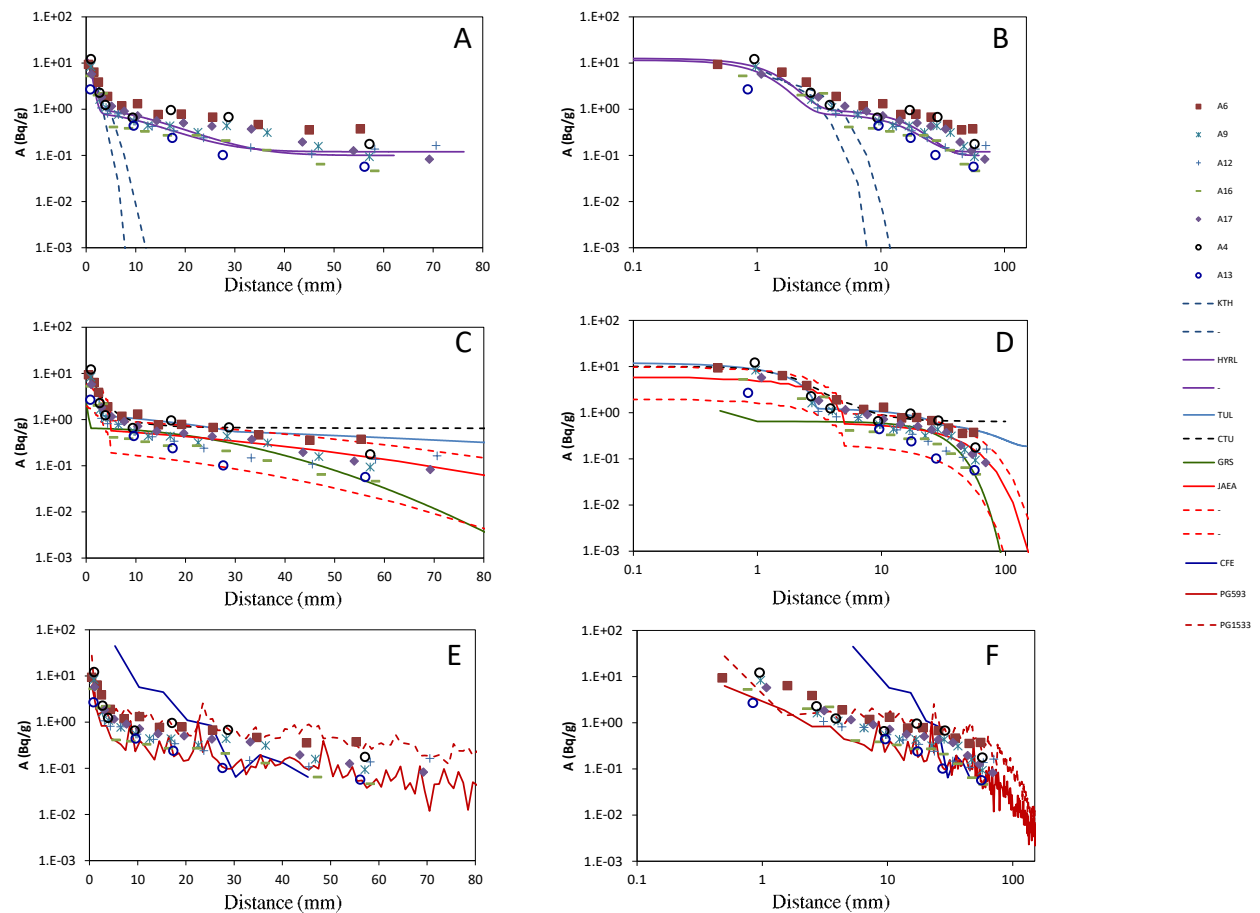 A
1.E+02
1.E+01
1.E+00
1.E-01
1.E-02
1.E-03
A (Bq/g)
0 10 20 30 40 50 60 70 80
Distance (mm)
B
1.E+02
1.E+01
1.E+00
1.E-01
1.E-02
1.E-03
A (Bq/g)
0.1 1 10 100
Distance (mm)
C
1.E+02
1.E+01
1.E+00
1.E-01
1.E-02
1.E-03
A (Bq/g)
0 10 20 30 40 50 60 70 80
Distance (mm)
D
1.E+02
1.E+01
1.E+00
1.E-01
1.E-02
1.E-03
A (Bq/g)
0.1 1 10 100
Distance (mm)
E
1.E+02
1.E+01
1.E+00
1.E-01
1.E-02
1.E-03
A (Bq/g)
0 10 20 30 40 50 60 70 80
Distance (mm)
F
1.E+02
1.E+01
1.E+00
1.E-01
1.E-02
1.E-03
A (Bq/g)
0.1 1 10 100
Distance (mm)
A6
A9
A12
A16
A17
A4
A13
KTH
-
HYRL
-
TUL
CTU
GRS
JAEA
-
-
CFE
PG593
PG1533